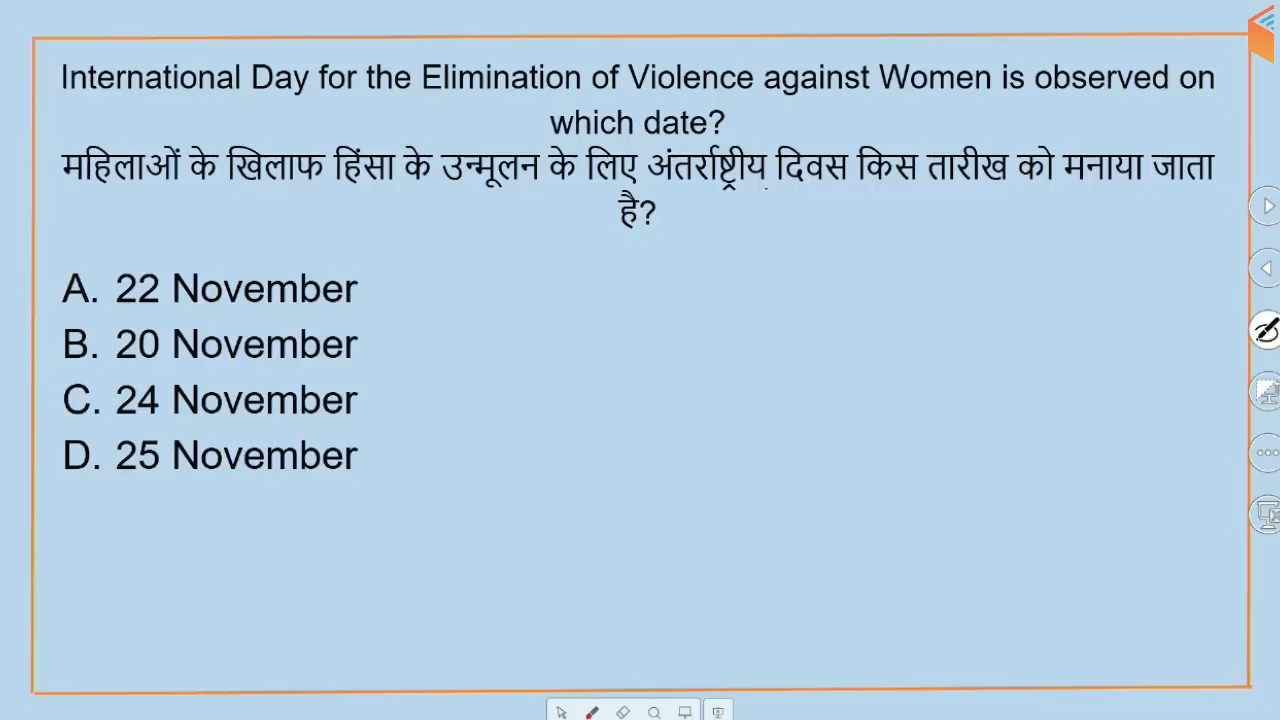 International Day for the Elimination of Violence against Women is observed on
which date?
महिलाओं के खिलाफ हिंसा के उन्मूलन के लिए अंतर्राष्ट्रीय दिवस किस तारीख को मनाया जाता
है?
A. 22 November
B. 20 November
C. 24 November
D. 25 November